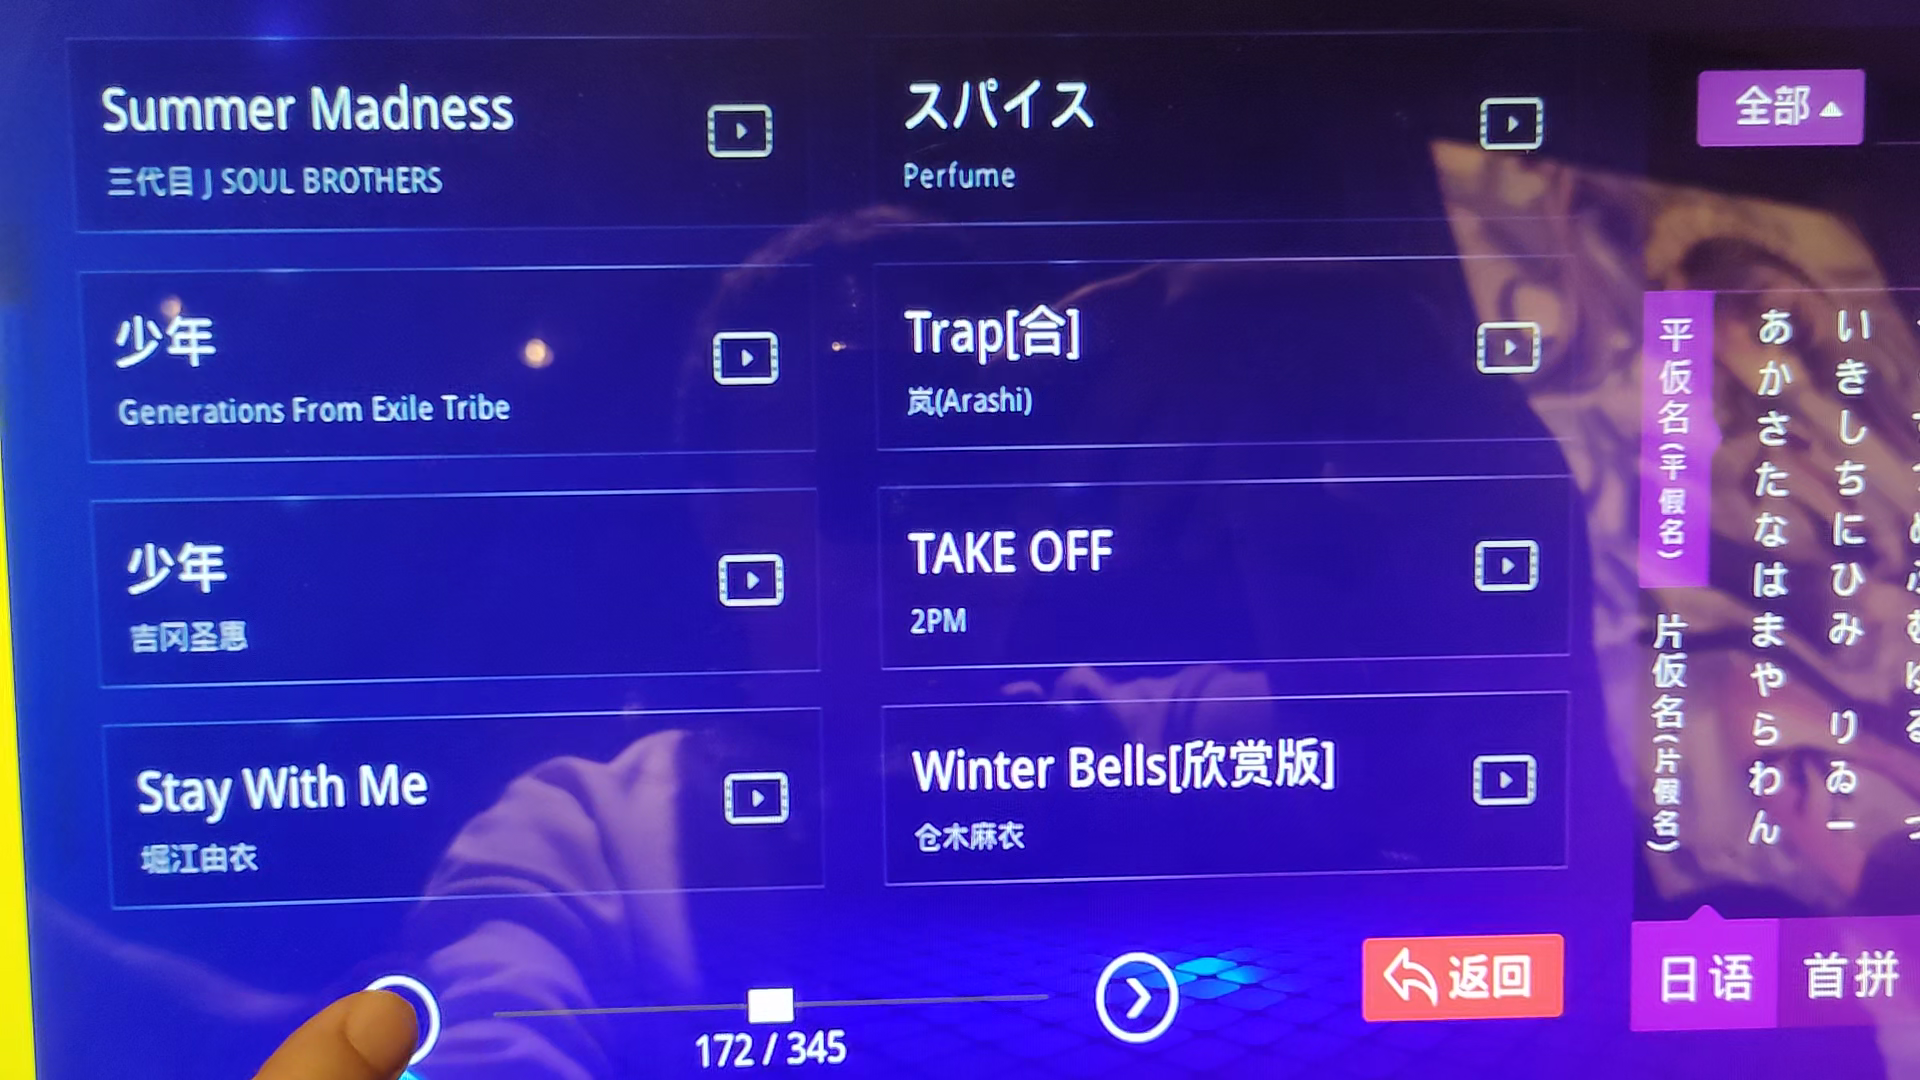 Summer Madness
三代目 J SOUL BROTHERS
スパイス
Perfume
少年
Generations From Exile Tribe
Trap[合]
岚(Arashi)
少年
吉冈圣惠
TAKE OFF
2PM
Stay With Me
堀江由衣
Winter Bells[欣赏版]
仓木麻衣
172 / 345
返回
全部
平仮名(平假名)
片仮名(片假名)
あかさたなはまやらわん
いきしちにひみ りゐー
日语
首拼